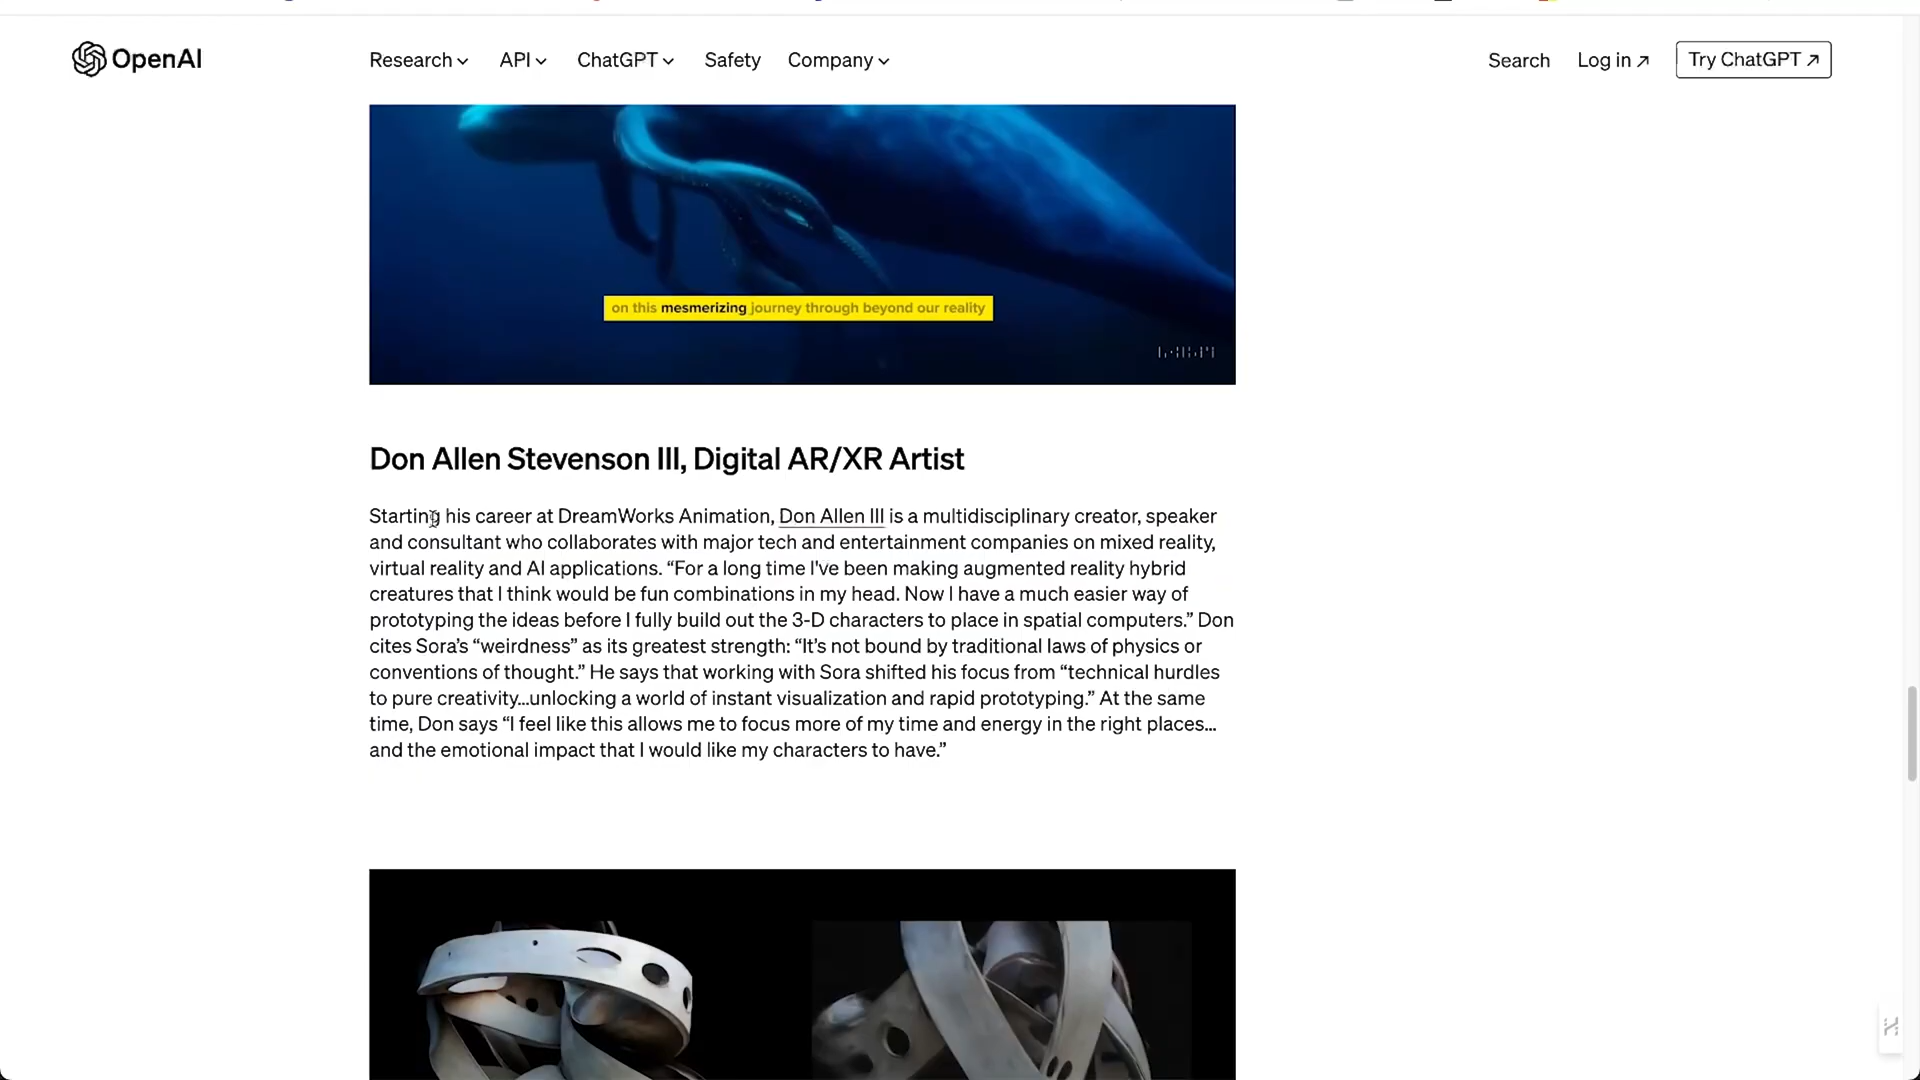 OpenAI
Research API ChatGPT Safety Company Search Log in ↗ Try ChatGPT ↗
on this mesmerizing journey through beyond our reality
Don Allen Stevenson III, Digital AR/XR Artist
Starting his career at DreamWorks Animation, Don Allen III is a multidisciplinary creator, speaker
and consultant who collaborates with major tech and entertainment companies on mixed reality,
virtual reality and AI applications. “For a long time I've been making augmented reality hybrid
creatures that I think would be fun combinations in my head. Now I have a much easier way of
prototyping the ideas before I fully build out the 3-D characters to place in spatial computers.” Don
cites Sora’s “weirdness” as its greatest strength: “It’s not bound by traditional laws of physics or
conventions of thought.” He says that working with Sora shifted his focus from “technical hurdles
to pure creativity…unlocking a world of instant visualization and rapid prototyping.” At the same
time, Don says “I feel like this allows me to focus more of my time and energy in the right places…
and the emotional impact that I would like my characters to have.”